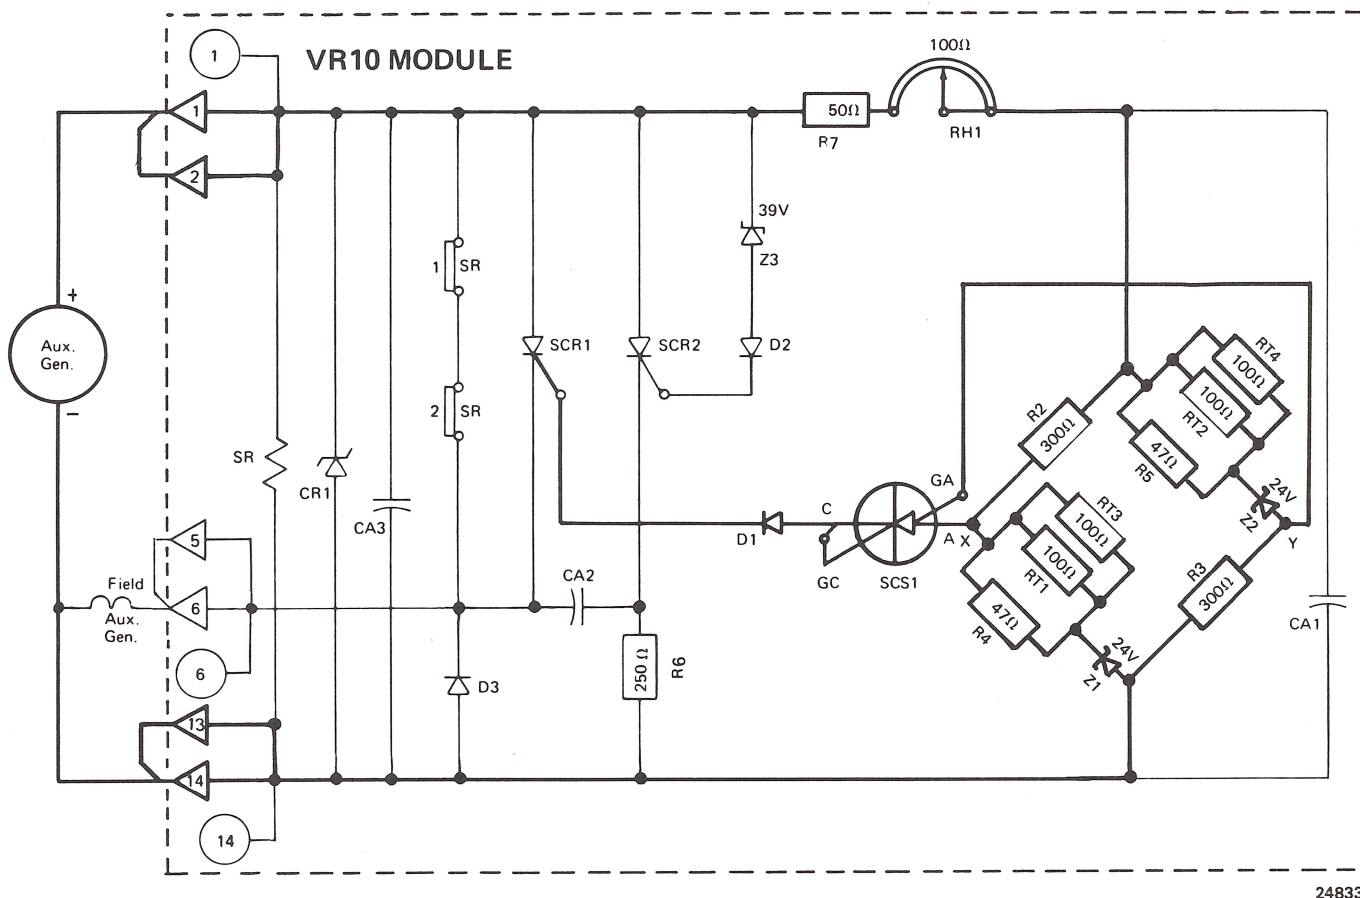 1
VR10 MODULE
100Ω
1
50Ω
R7
RH1
2
39V
Z3
1 SR
+
Aux.
Gen.
−
SCR1
SCR2
D2
2 SR
RT4
100Ω
100Ω
RT2
47Ω
R5
R2
300Ω
24V
Z2
SR
CR1
CA3
GA
C
A X
Y
D1
GC
SCS1
RT3
100Ω
100Ω
RT1
47Ω
R4
R3
300Ω
24V
Z1
CA1
5
Field
Aux.
Gen.
6
CA2
6
D3
250 Ω
R6
13
14
14
24833